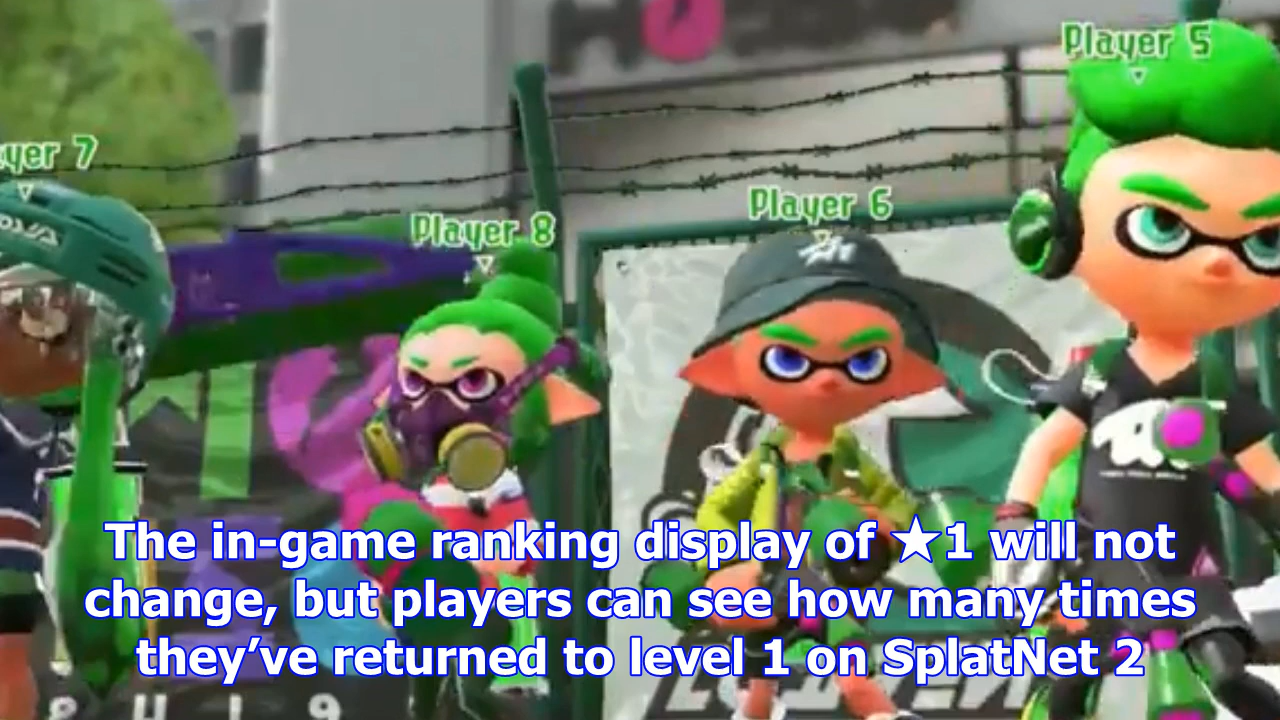 Player 5
yer 7
Player 6
Player 8
The in-game ranking display of ★1 will not
change, but players can see how many times
they’ve returned to level 1 on SplatNet 2